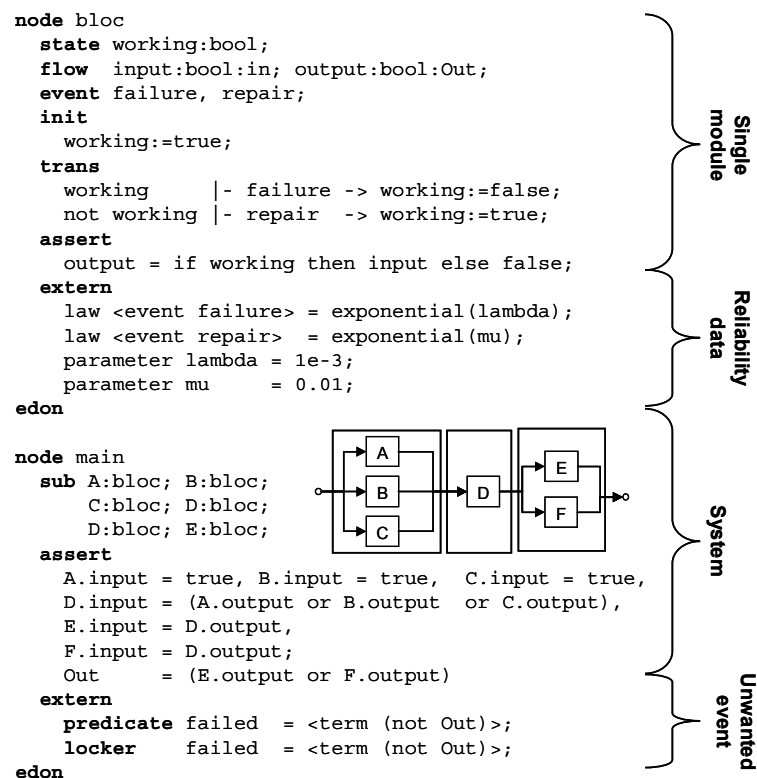 node bloc
state working:bool;
flow input:bool:in; output:bool:Out;
event failure, repair;
init
working:=true;
trans
working |- failure -> working:=false;
not working |- repair -> working:=true;
assert
output = if working then input else false;
Single
module
extern
law <event failure> = exponential(lambda);
law <event repair> = exponential(mu);
parameter lambda = 1e-3;
parameter mu = 0.01;
edon
Reliability
data
node main
sub A:bloc; B:bloc;
C:bloc; D:bloc;
D:bloc; E:bloc;
A
B
C
D
E
F
assert
A.input = true, B.input = true, C.input = true,
D.input = (A.output or B.output or C.output),
E.input = D.output,
F.input = D.output;
Out = (E.output or F.output)
System
extern
predicate failed = <term (not Out)>;
locker failed = <term (not Out)>;
edon
Unwanted
event